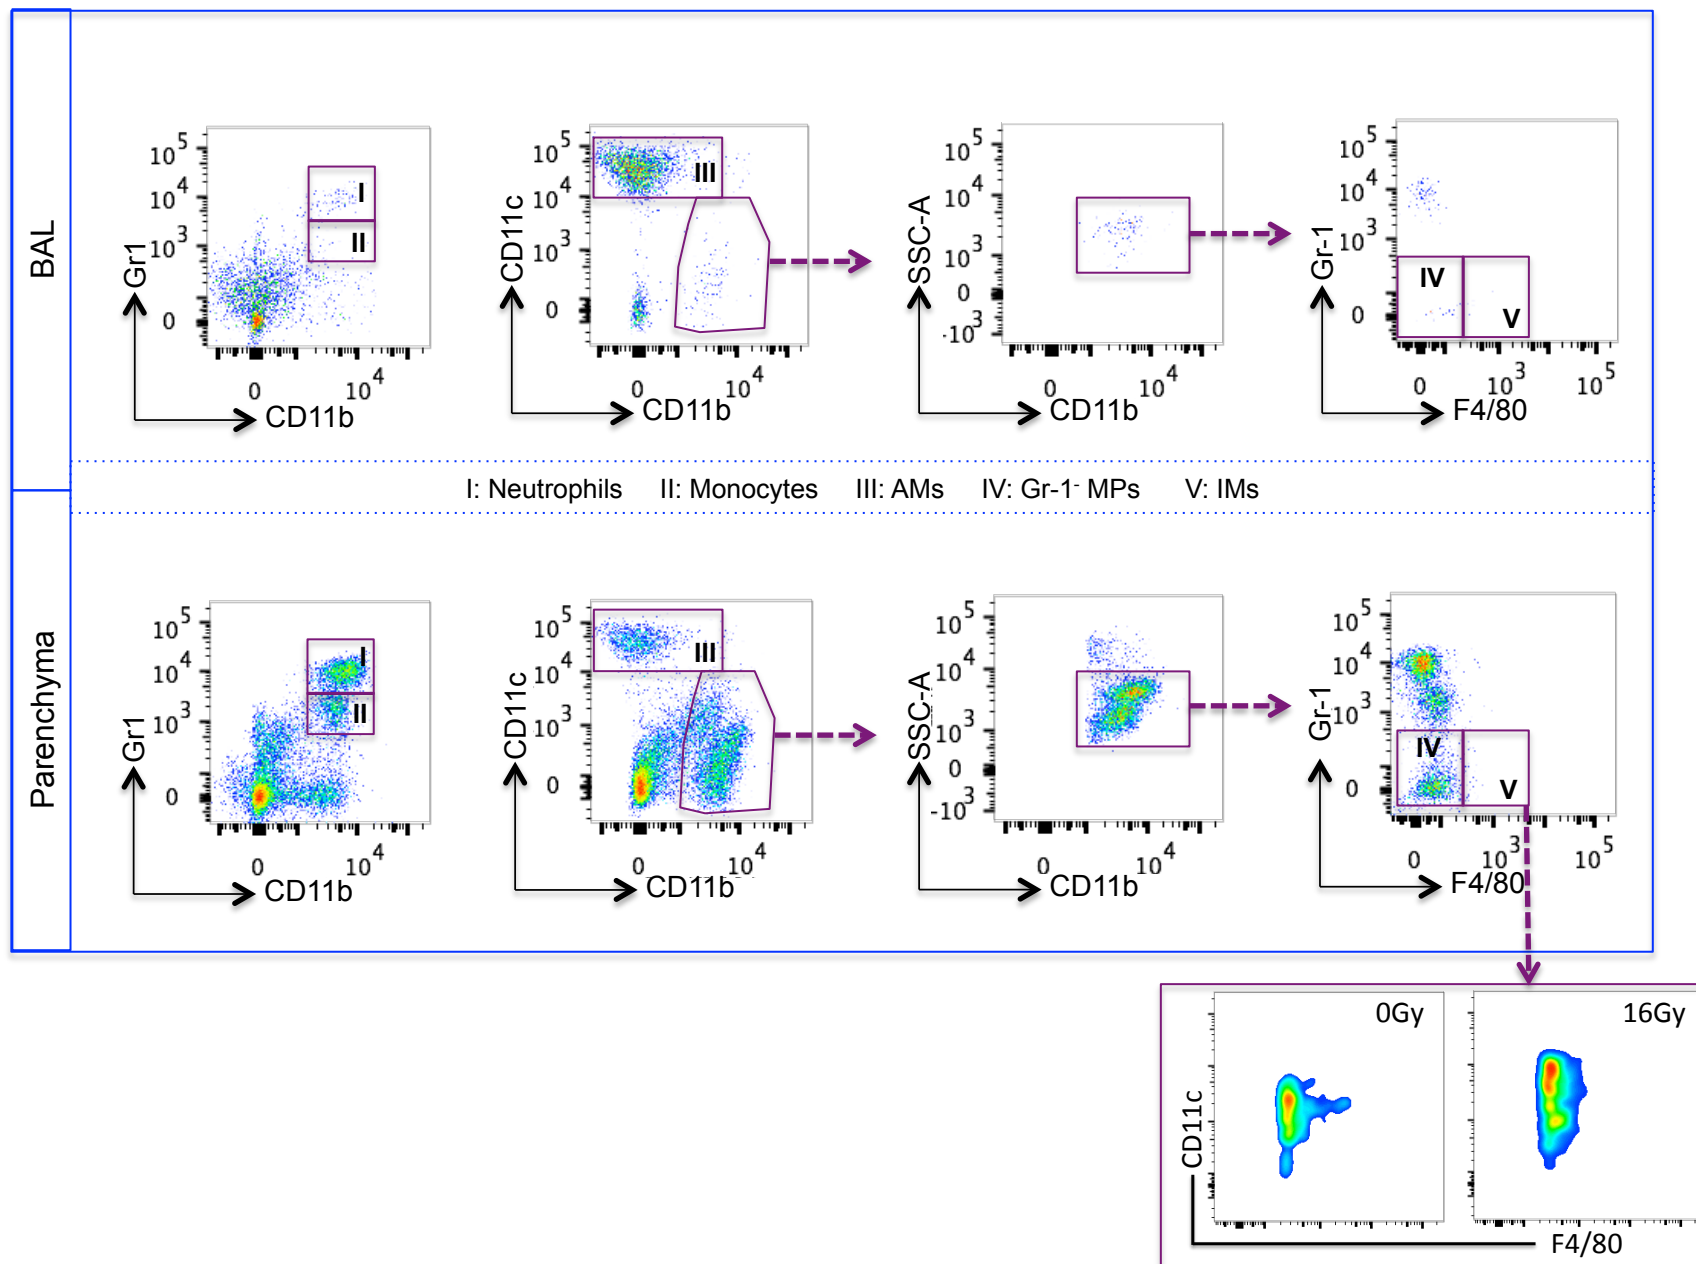 BAL
Gr1
10^5
10^4
10^3
0
I
II
0
10^4
CD11b
CD11c
10^5
10^4
10^3
0
III
0
10^4
CD11b
SSC-A
10^5
10^4
10^3
0
-10^3
0
10^4
CD11b
Gr-1
10^5
10^4
10^3
0
IV
V
0
10^3
10^5
F4/80
I: Neutrophils II: Monocytes III: AMs IV: Gr-1⁻ MPs V: IMs
Parenchyma
Gr1
10^5
10^4
10^3
0
I
II
0
10^4
CD11b
CD11c
10^5
10^4
10^3
0
III
0
10^4
CD11b
SSC-A
10^5
10^4
10^3
0
-10^3
0
10^4
CD11b
Gr-1
10^5
10^4
10^3
0
IV
V
0
10^3
10^5
F4/80
0Gy
16Gy
CD11c
F4/80